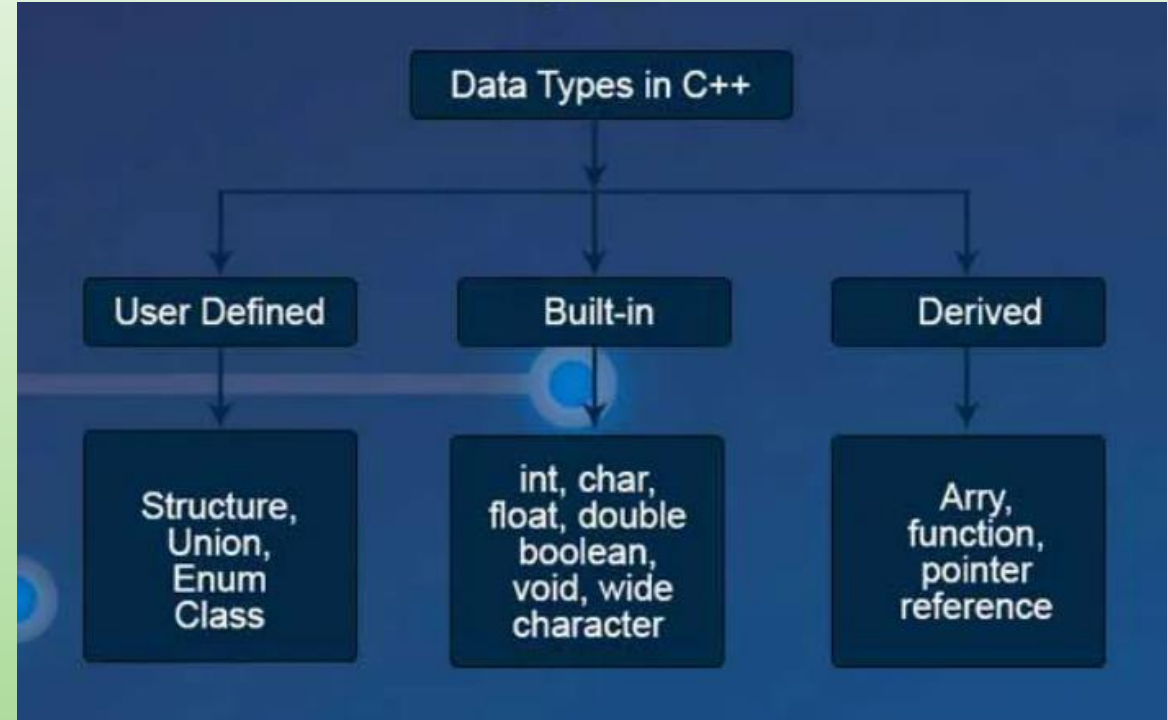 Data Types in C++
User Defined
Built-in
Derived
Structure,
Union,
Enum
Class
int, char,
float, double
boolean,
void, wide
character
Arry,
function,
pointer
reference